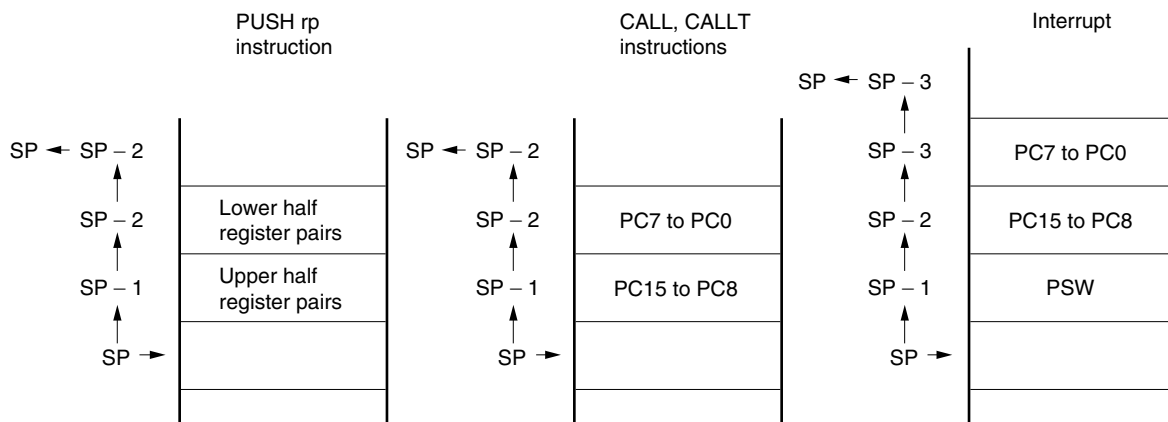 PUSH rp
instruction
SP SP – 2
SP – 2
Lower half
register pairs
SP – 1
Upper half
register pairs
SP
CALL, CALLT
instructions
SP SP – 2
SP – 2
PC7 to PC0
SP – 1
PC15 to PC8
SP
Interrupt
SP SP – 3
SP – 3
PC7 to PC0
SP – 2
PC15 to PC8
SP – 1
PSW
SP